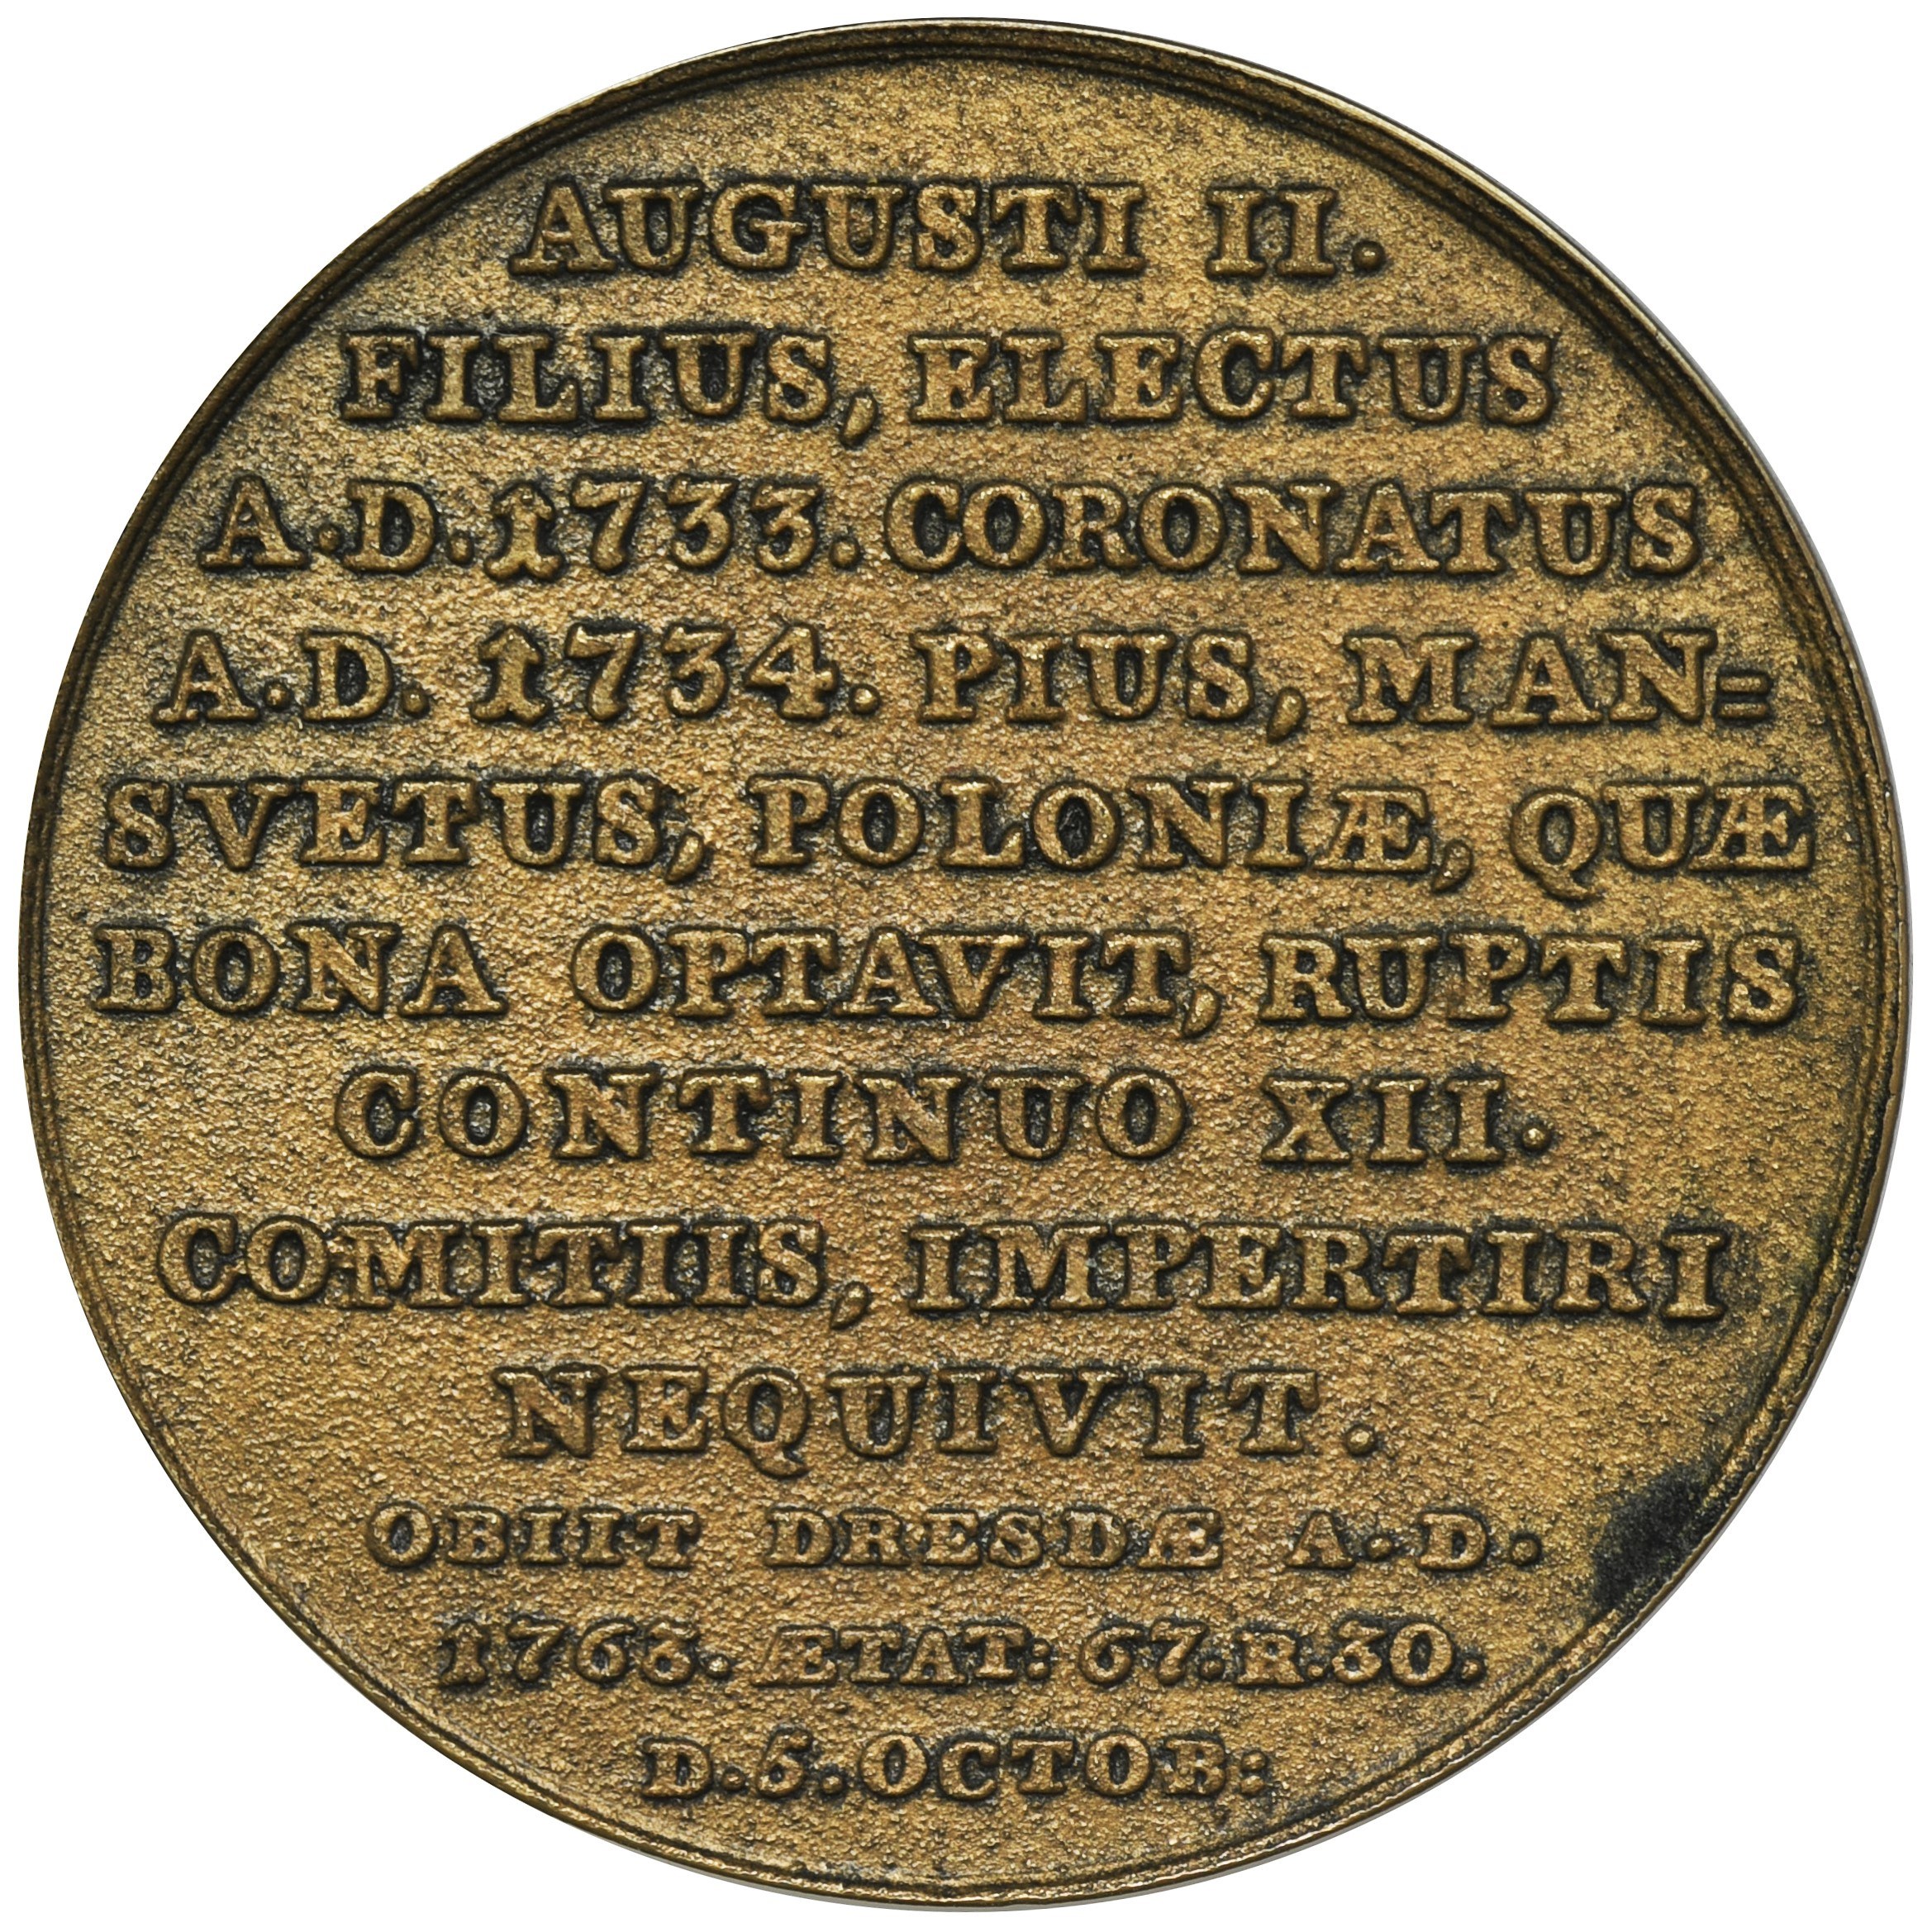 AUGUSTI II.
FILIUS, ELECTUS
A.D.1733. CORONATUS
A.D. 1734. PIUS, MAN=
SVETUS, POLONIÆ, QUÆ
BONA OPTAVIT, RUPTIS
CONTINUO XII.
COMITIIS, IMPERTIRI
NEQUIVIT.
OBIIT DRESDÆ A.D.
1763. ÆTAT: 67.R.30.
D.5.OCTOB: